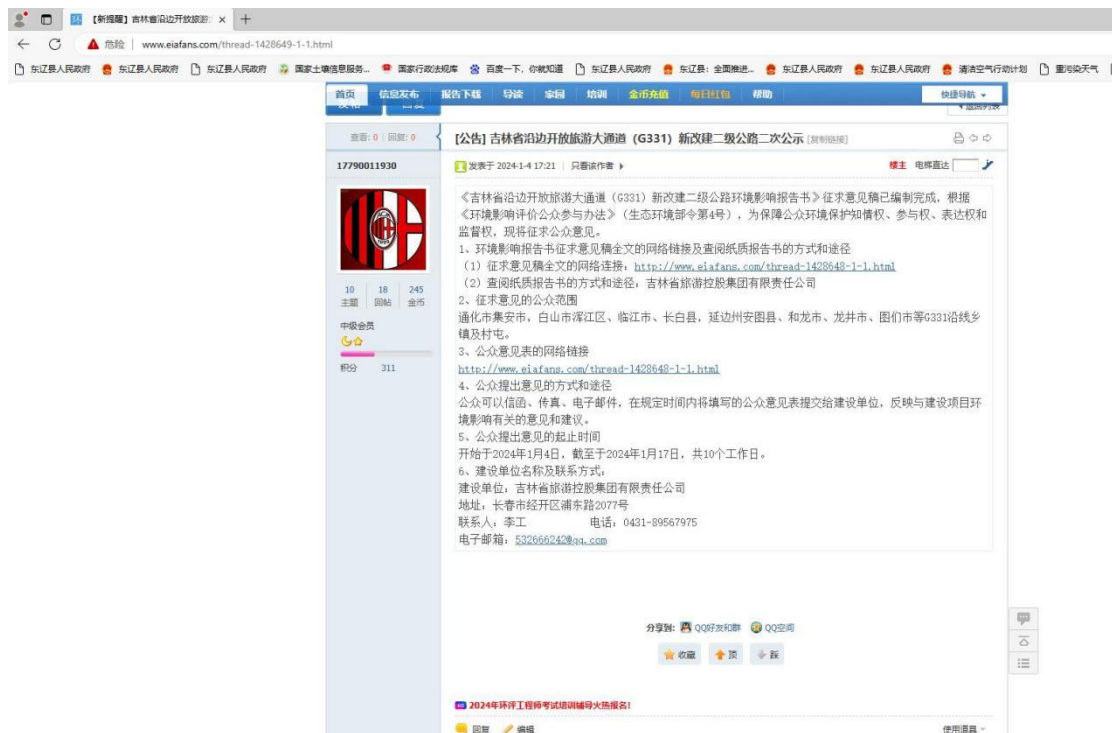 【新提醒】吉林省沿边开放旅游
危险 www.eiafans.com/thread-1428649-1-1.html
东辽县人民政府 东辽县人民政府 东辽县人民政府 国家土壤信息服务... 国家行政法规库 百度一下，你就知道 东辽县人民政府 东辽县：全面推进... 东辽县人民政府 东辽县人民政府 清洁空气行动计划 重污染天气
首页 信息发布 报告下载 导读 家园 培训 金币充值 每日红包 帮助 快捷导航
返回列表
查看: 0 回复: 0 [公告] 吉林省沿边开放旅游大通道（G331）新改建二级公路二次公示 [复制链接]
17790011930 发表于 2024-1-4 17:21 只看该作者 楼主 电梯直达
《吉林省沿边开放旅游大通道（G331）新改建二级公路环境影响报告书》征求意见稿已编制完成，根据
《环境影响评价公众参与办法》（生态环境部令第4号），为保障公众环境保护知情权、参与权、表达权和
监督权，现将征求公众意见。
1、环境影响报告书征求意见稿全文的网络链接及查阅纸质报告书的方式和途径
（1）征求意见稿全文的网络连接：http://www.eiafans.com/thread-1428648-1-1.html
（2）查阅纸质报告书的方式和途径：吉林省旅游控股集团有限责任公司
2、征求意见的公众范围
通化市集安市，白山市浑江区、临江市、长白县，延边州安图县、和龙市、龙井市、图们市等G331沿线乡
镇及村屯。
3、公众意见表的网络链接
http://www.eiafans.com/thread-1428648-1-1.html
4、公众提出意见的方式和途径
公众可以信函、传真、电子邮件，在规定时间内将填写的公众意见表提交给建设单位，反映与建设项目环
境影响有关的意见和建议。
5、公众提出意见的起止时间
开始于2024年1月4日，截至于2024年1月17日，共10个工作日。
6、建设单位名称及联系方式：
建设单位：吉林省旅游控股集团有限责任公司
地址：长春市经开区浦东路2077号
联系人：李工 电话：0431-89567975
电子邮箱：532666242@qq.com
10 18 245
主题 回帖 金币
中级会员
积分 311
分享到: QQ好友和群 QQ空间
收藏 顶 踩
2024年环评工程师考试培训辅导火热报名!
回复 编辑 使用道具